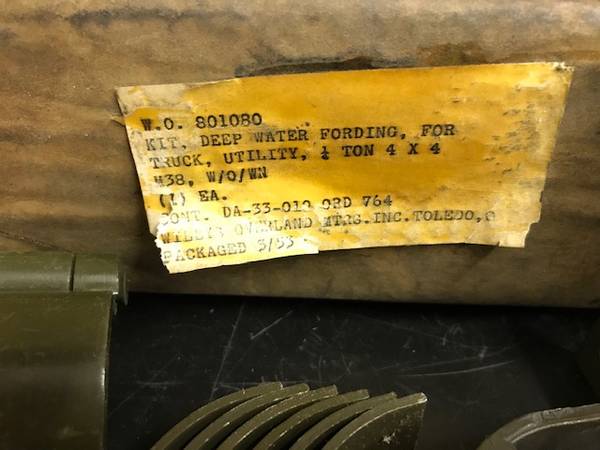 W.O. 801080
KIT, DEEP WATER FORDING, FOR
TRUCK, UTILITY, ¼ TON 4 X 4
M38, W/O/WN
(1) EA.
CONT. DA-33-019 ORD 764
WILLYS OVERLAND MTRS.INC.TOLEDO,O
PACKAGED 3/53